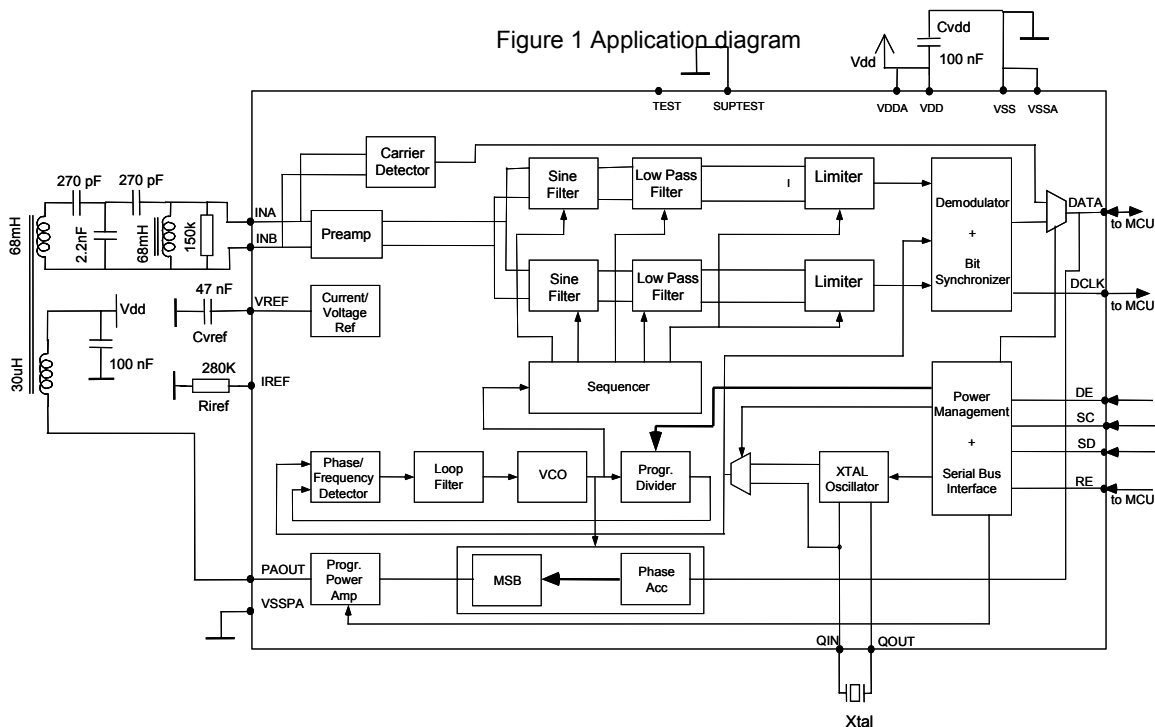 Figure 1 Application diagram
Cvdd
Vdd
100 nF
TEST
SUPTEST
VDDA
VDD
VSS
VSSA
Carrier
Detector
270 pF
270 pF
68mH
2.2nF
68mH
150k
INA
INB
Preamp
Sine
Filter
Low Pass
Filter
I
Limiter
Demodulator
+
Bit
Synchronizer
DATA
to MCU
Sine
Filter
Low Pass
Filter
Limiter
DCLK
to MCU
47 nF
Cvref
VREF
Current/
Voltage
Ref
Vdd
100 nF
30uH
280K
Riref
IREF
Sequencer
Power
Management
+
Serial Bus
Interface
DE
SC
SD
RE
to MCU
Phase/
Frequency
Detector
Loop
Filter
VCO
Progr.
Divider
XTAL
Oscillator
PAOUT
Progr.
Power
Amp
MSB
Phase
Acc
VSSPA
QIN
QOUT
Xtal